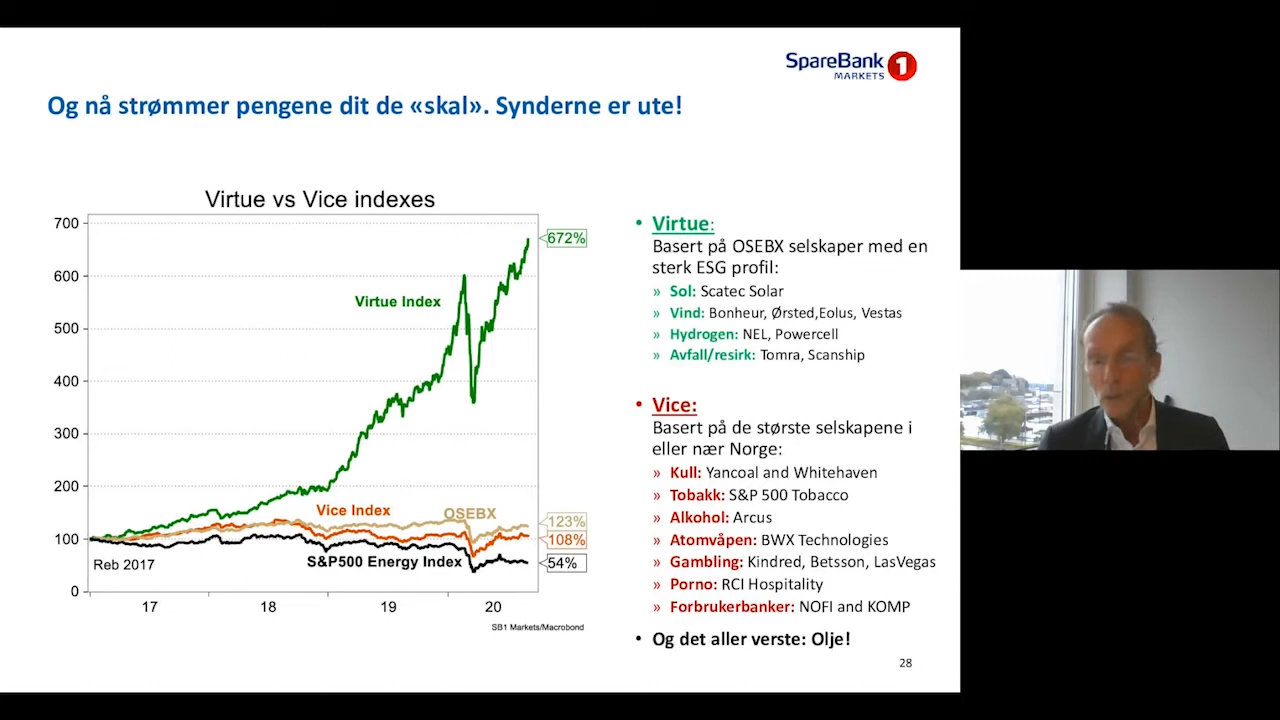 SpareBank 1
MARKETS
Og nå strømmer pengene dit de «skal». Synderne er ute!
Virtue vs Vice indexes
700
600
500
400
300
200
100
0
672%
Virtue Index
Vice Index
OSEBX
123%
108%
S&P500 Energy Index
54%
Reb 2017
17
18
19
20
SB1 Markets/Macrobond
• Virtue:
Basert på OSEBX selskaper med en
sterk ESG profil:
» Sol: Scatec Solar
» Vind: Bonheur, Ørsted,Eolus, Vestas
» Hydrogen: NEL, Powercell
» Avfall/resirk: Tomra, Scanship
• Vice:
Basert på de største selskapene i
eller nær Norge:
» Kull: Yancoal and Whitehaven
» Tobakk: S&P 500 Tobacco
» Alkohol: Arcus
» Atomvåpen: BWX Technologies
» Gambling: Kindred, Betsson, LasVegas
» Porno: RCI Hospitality
» Forbrukerbanker: NOFI and KOMP
• Og det aller verste: Olje!
28